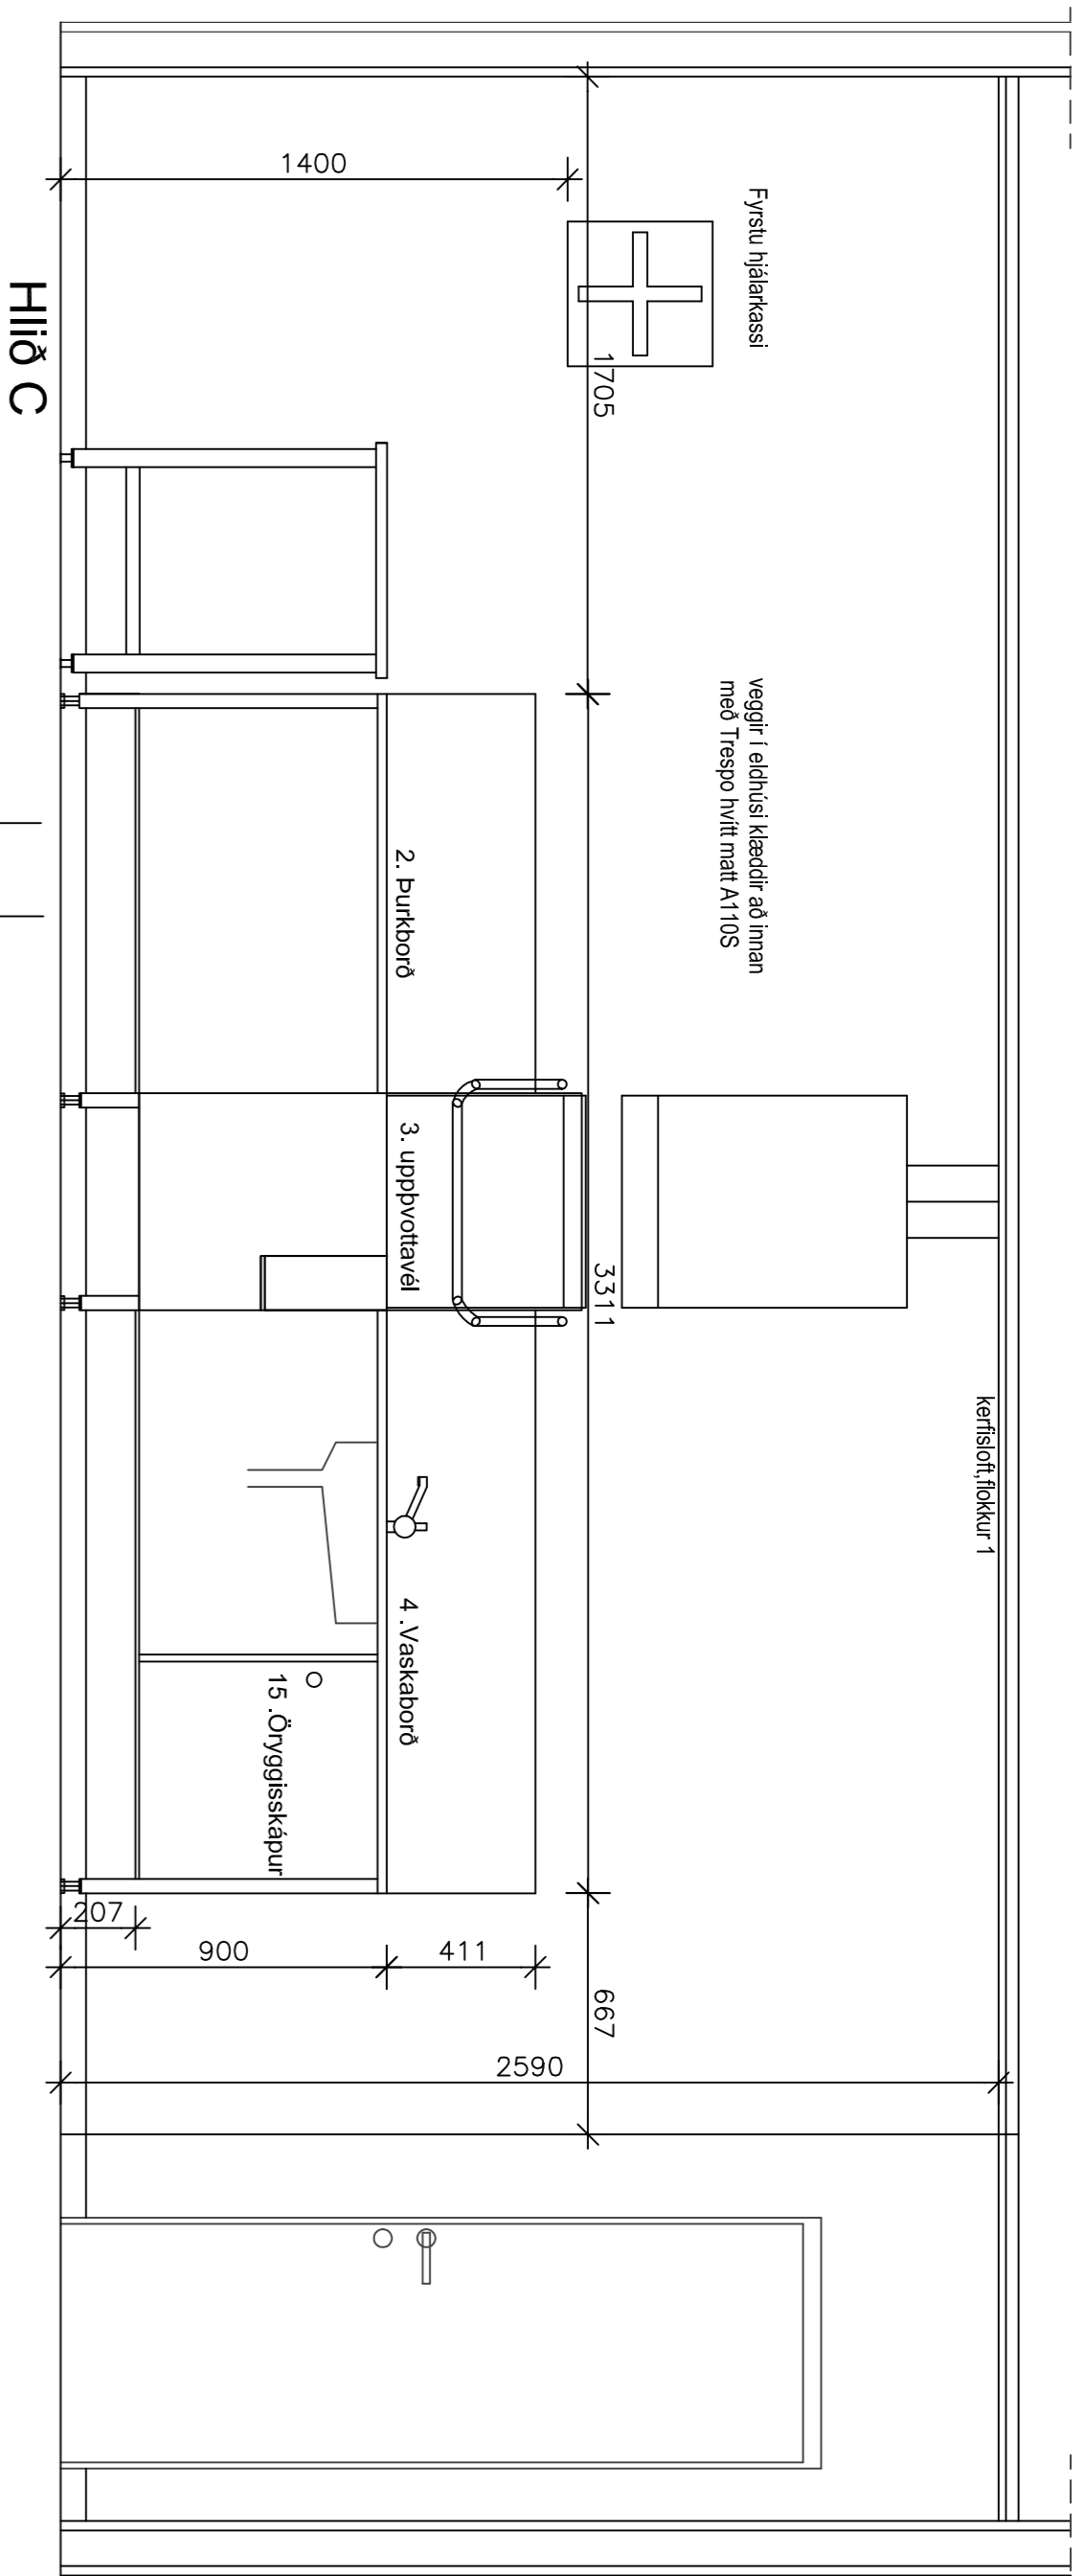 kerfisloft,flokkur 1
Fyrstu hjálarkassi
veggir í eldhúsi klæddir að innan
með Trespo hvítt matt A110S
1705
3311
667
1400
2590
411
900
207
2. Þurkborð
3. uppþvottavél
4 .Vaskaborð
15 .Öryggisskápur
Hlið C